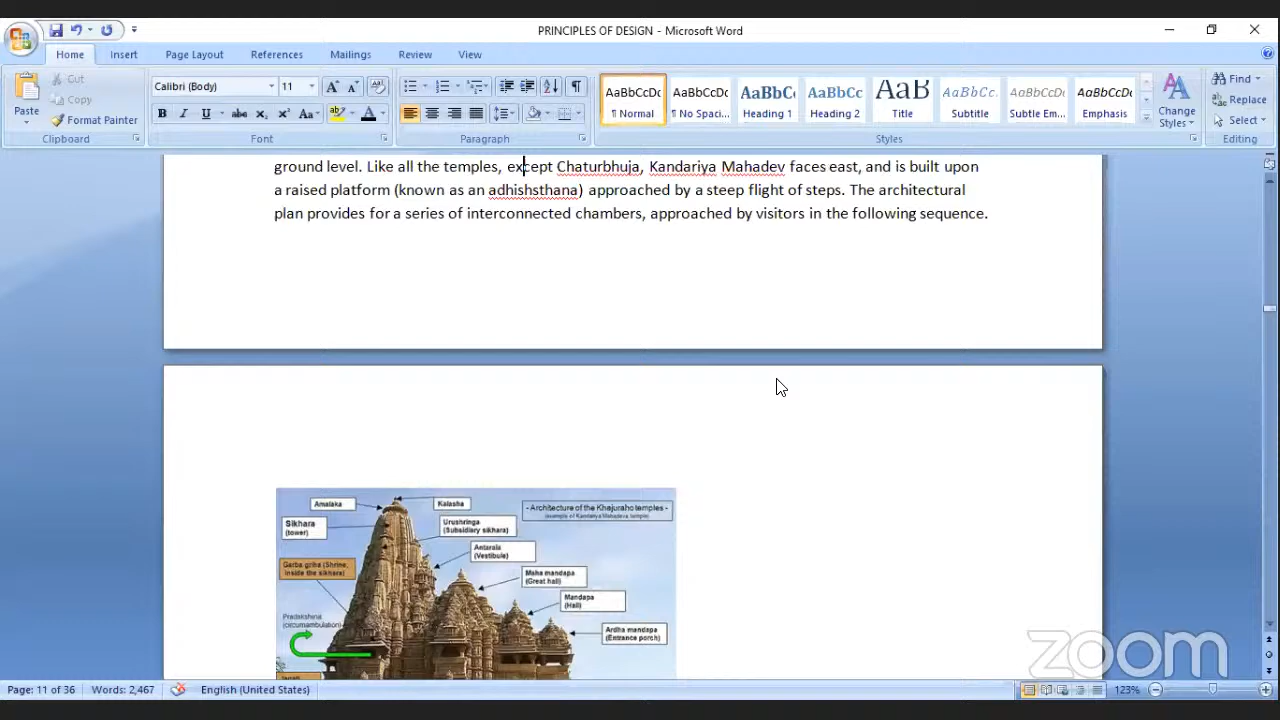 PRINCIPLES OF DESIGN - Microsoft Word
Home Insert Page Layout References Mailings Review View
Paste
Cut
Copy
Format Painter
Clipboard
Calibri (Body) 11
B I U abc x₂ x² Aa
Font
Paragraph
AaBbCcDc AaBbCcDc AaBbCc AaBbCc AaB AaBbCc. AaBbCcDc AaBbCcDc
¶ Normal ¶ No Spaci... Heading 1 Heading 2 Title Subtitle Subtle Em... Emphasis
Styles
Change Styles
Find
Replace
Select
Editing
ground level. Like all the temples, except Chaturbhuja, Kandariya Mahadev faces east, and is built upon
a raised platform (known as an adhishsthana) approached by a steep flight of steps. The architectural
plan provides for a series of interconnected chambers, approached by visitors in the following sequence.
- Architecture of the Khajuraho temples -
(example of Kandariya Mahadeva temple)
Amalaka
Kalasha
Sikhara
(tower)
Urushringa
(Subsidiary sikhara)
Antarala
(Vestibule)
Garba griha (Shrine,
inside the sikhara)
Maha mandapa
(Great hall)
Mandapa
(Hall)
Pradakshina
(circumambulation)
Ardha mandapa
(Entrance porch)
zoom
Page: 11 of 36 Words: 2,467 English (United States) 123%